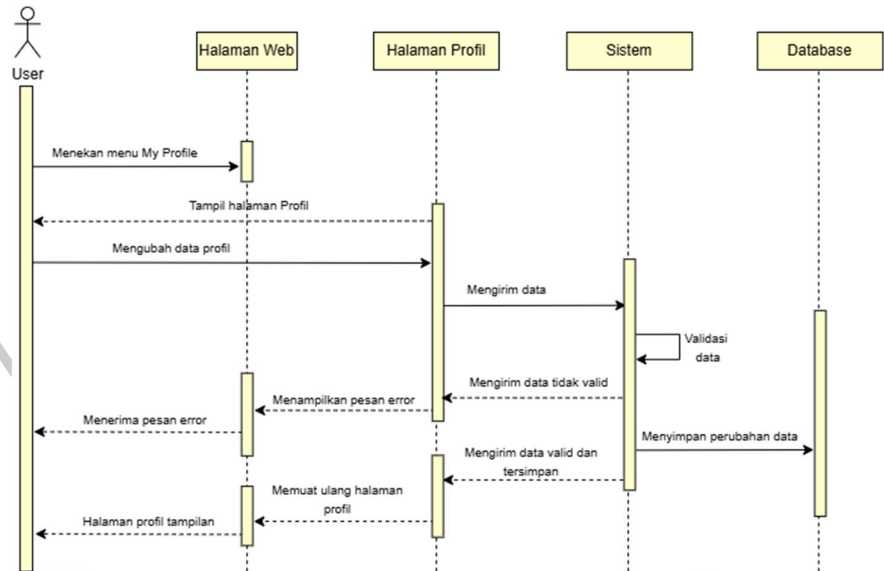 User
Halaman Web
Halaman Profil
Sistem
Database
Menekan menu My Profile
Tampil halaman Profil
Mengubah data profil
Mengirim data
Validasi
data
Mengirim data tidak valid
Menampilkan pesan error
Menerima pesan error
Menyimpan perubahan data
Mengirim data valid dan
tersimpan
Memuat ulang halaman
profil
Halaman profil tampilan